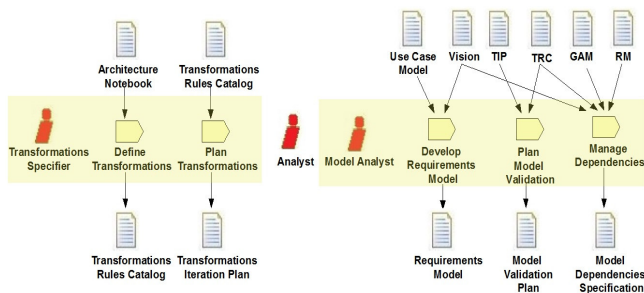 Architecture
Notebook
Transformations
Rules Catalog
Transformations
Specifier
Define
Transformations
Plan
Transformations
Transformations
Rules Catalog
Transformations
Iteration Plan
Analyst
Use Case
Model
Vision
TIP
TRC
GAM
RM
Model Analyst
Develop
Requirements
Model
Plan
Model
Validation
Manage
Dependencies
Requirements
Model
Model
Validation
Plan
Model
Dependencies
Specification